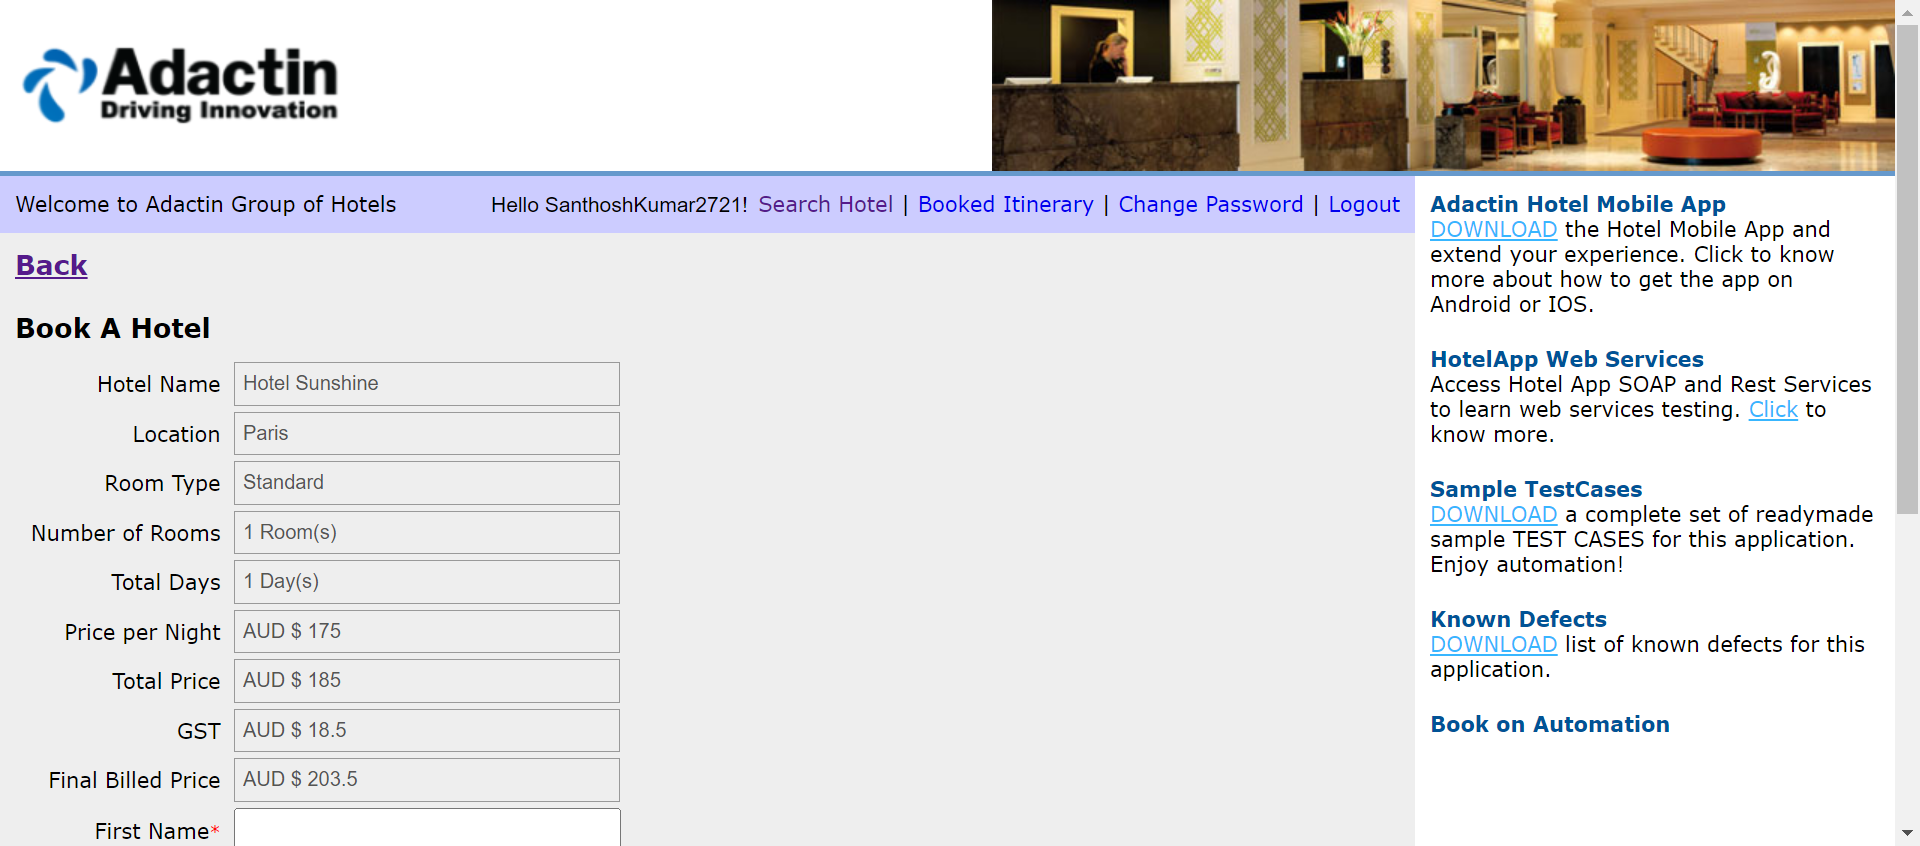 Adactin
Driving Innovation
Welcome to Adactin Group of Hotels
Hello SanthoshKumar2721! Search Hotel | Booked Itinerary | Change Password | Logout
Back
Book A Hotel
Hotel Name Hotel Sunshine
Location Paris
Room Type Standard
Number of Rooms 1 Room(s)
Total Days 1 Day(s)
Price per Night AUD $ 175
Total Price AUD $ 185
GST AUD $ 18.5
Final Billed Price AUD $ 203.5
First Name*
Adactin Hotel Mobile App
DOWNLOAD the Hotel Mobile App and
extend your experience. Click to know
more about how to get the app on
Android or IOS.
HotelApp Web Services
Access Hotel App SOAP and Rest Services
to learn web services testing. Click to
know more.
Sample TestCases
DOWNLOAD a complete set of readymade
sample TEST CASES for this application.
Enjoy automation!
Known Defects
DOWNLOAD list of known defects for this
application.
Book on Automation